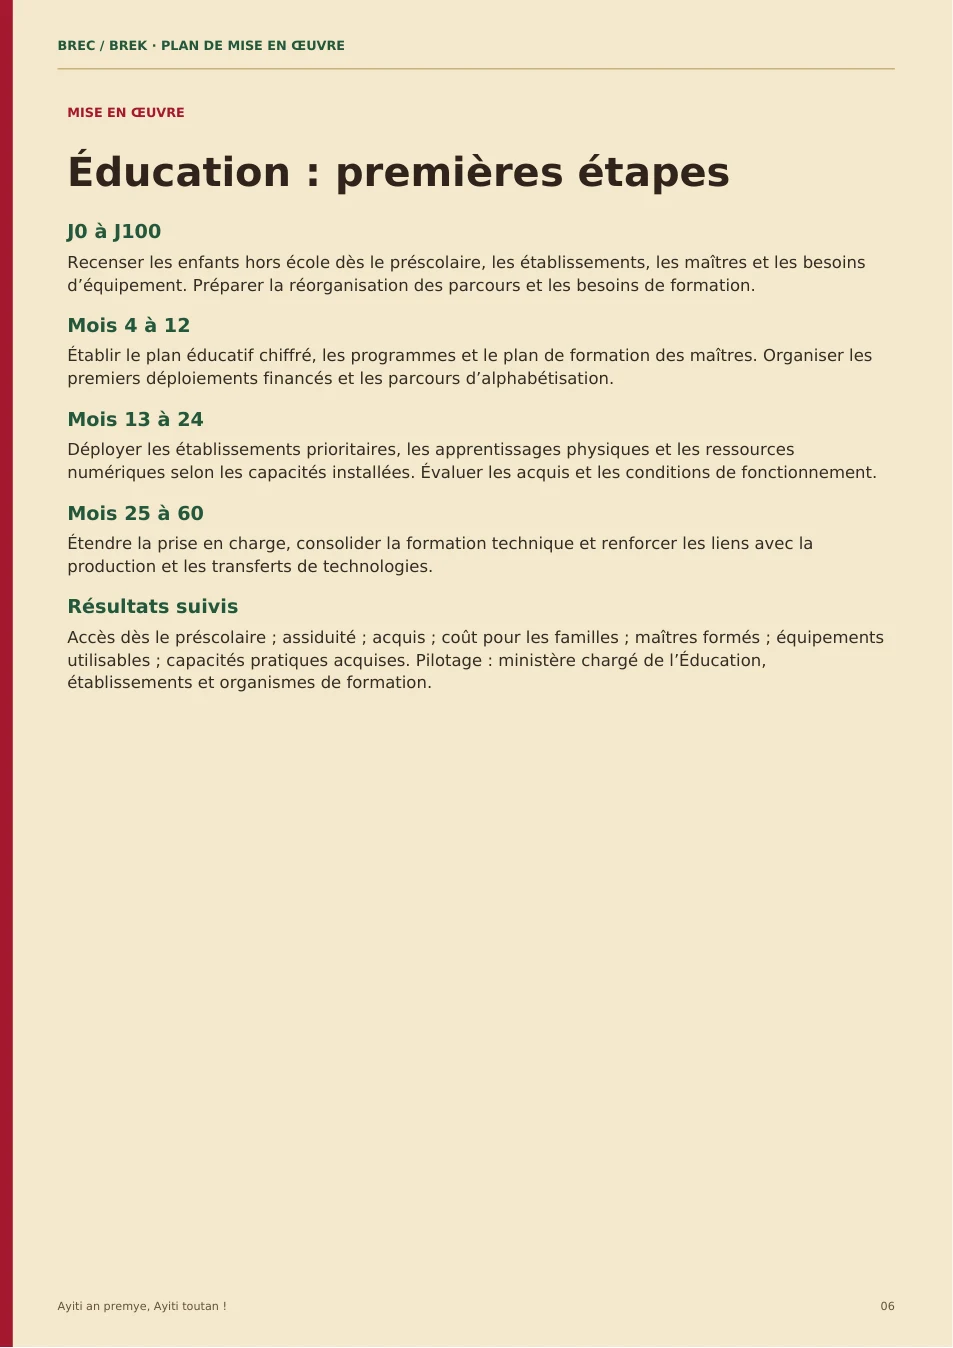 BREC / BREK · PLAN DE MISE EN ŒUVRE
MISE EN ŒUVRE
Éducation : premières étapes
J0 à J100
Recenser les enfants hors école dès le préscolaire, les établissements, les maîtres et les besoins
d’équipement. Préparer la réorganisation des parcours et les besoins de formation.
Mois 4 à 12
Établir le plan éducatif chiffré, les programmes et le plan de formation des maîtres. Organiser les
premiers déploiements financés et les parcours d’alphabétisation.
Mois 13 à 24
Déployer les établissements prioritaires, les apprentissages physiques et les ressources
numériques selon les capacités installées. Évaluer les acquis et les conditions de fonctionnement.
Mois 25 à 60
Étendre la prise en charge, consolider la formation technique et renforcer les liens avec la
production et les transferts de technologies.
Résultats suivis
Accès dès le préscolaire ; assiduité ; acquis ; coût pour les familles ; maîtres formés ; équipements
utilisables ; capacités pratiques acquises. Pilotage : ministère chargé de l’Éducation,
établissements et organismes de formation.
Ayiti an premye, Ayiti toutan !
06